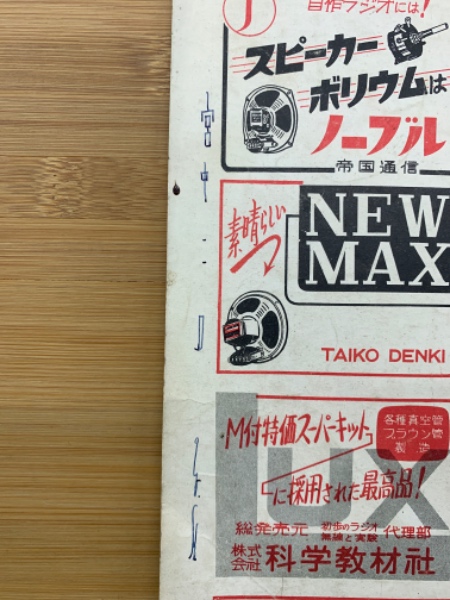 自作ラジオには!
スピーカー
ボリウムは
ノーブル
帝国通信
素晴らしい
NEW
MAX
TAIKO DENKI
M付特価スーパーキット
各種真空管
ブラウン管
製造
lux
に採用された最高品!
総発売元 初歩のラジオ 無線と実験 代理部
株式会社 科学教材社